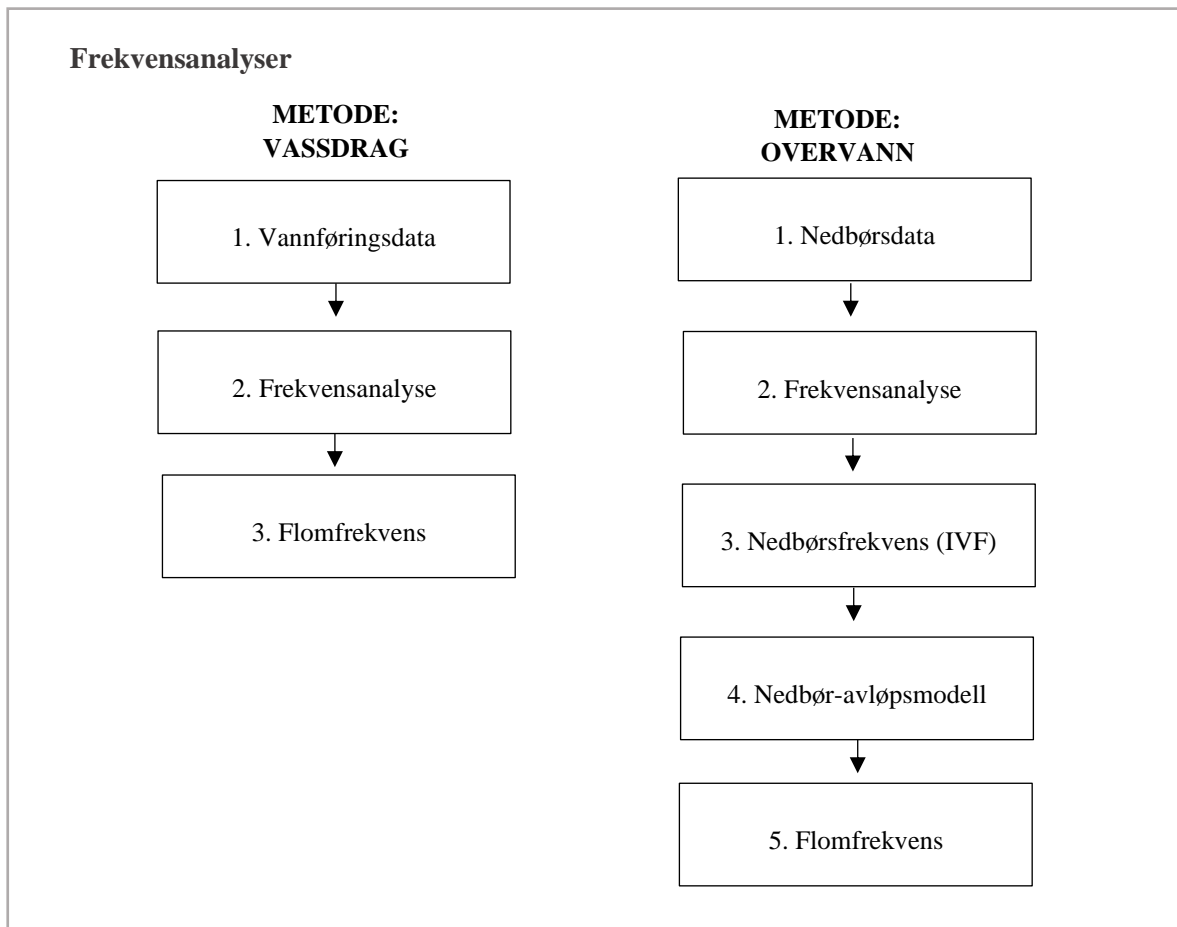 Frekvensanalyser
METODE:
VASSDRAG
1. Vannføringsdata
2. Frekvensanalyse
3. Flomfrekvens
METODE:
OVERVANN
1. Nedbørsdata
2. Frekvensanalyse
3. Nedbørsfrekvens (IVF)
4. Nedbør-avløpsmodell
5. Flomfrekvens